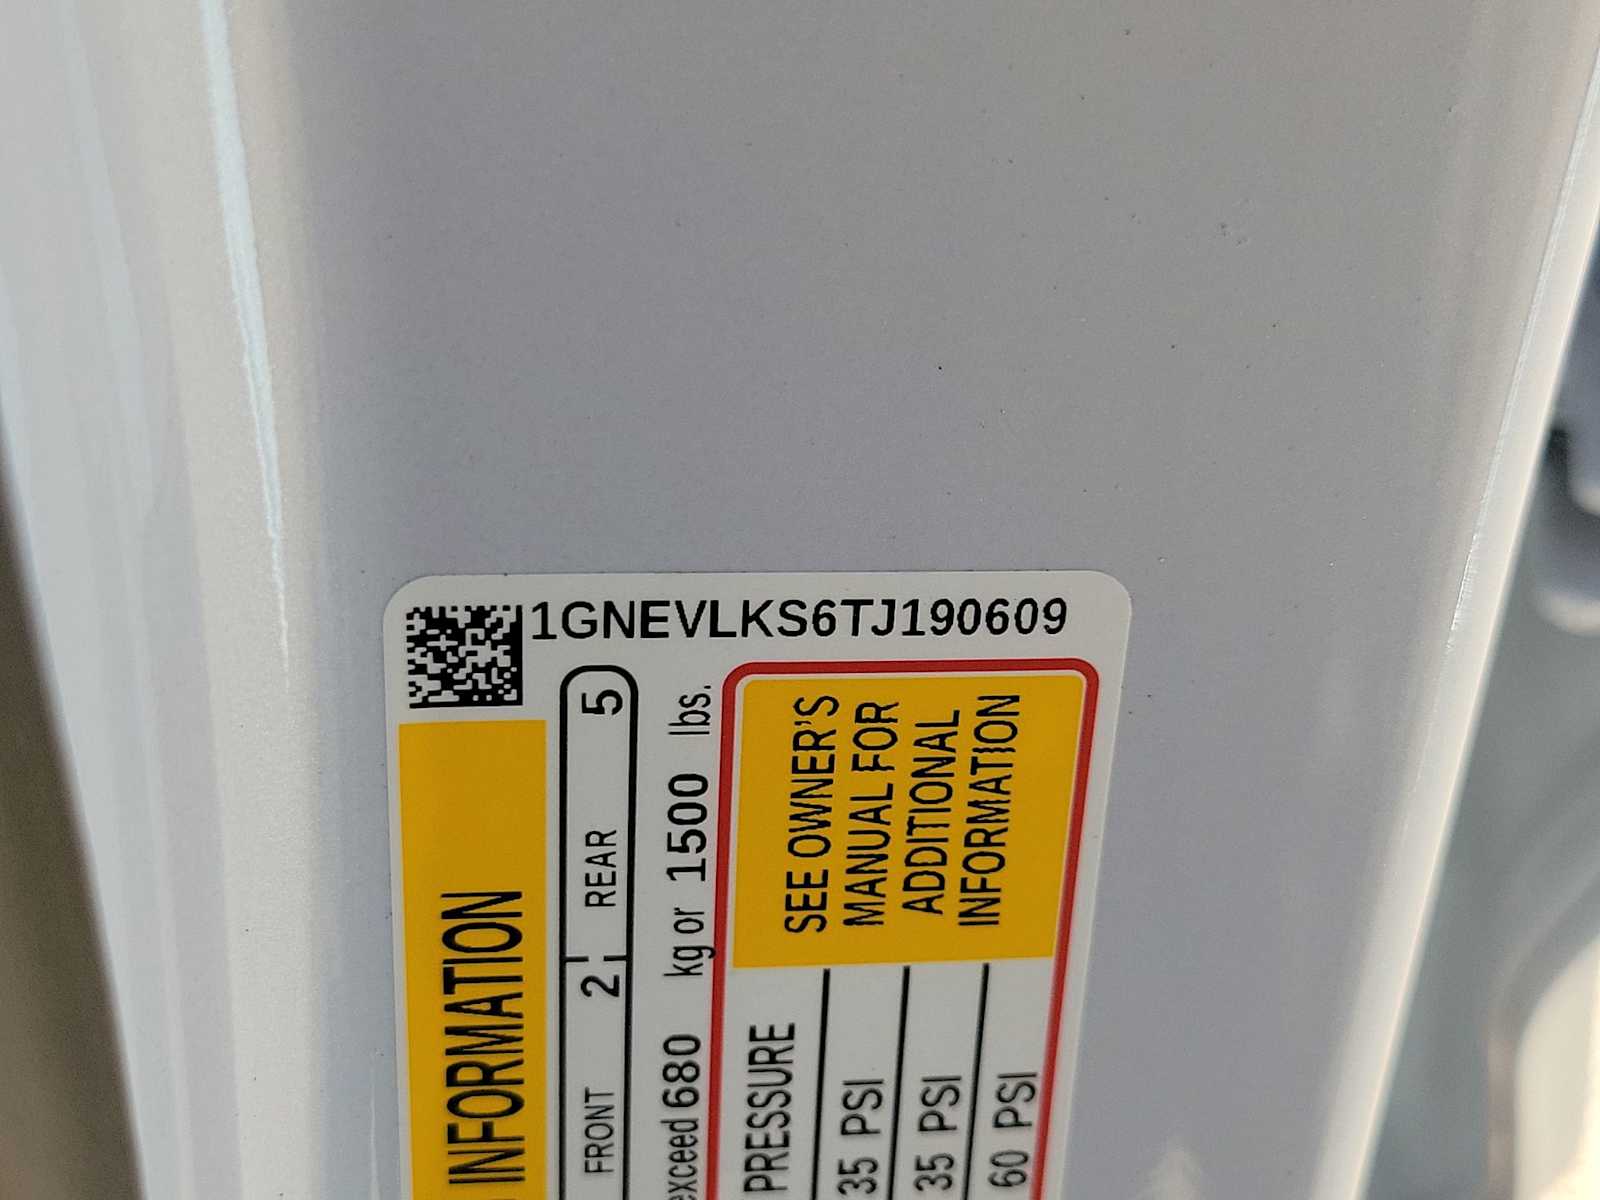 1GNEVLKS6TJ190609
INFORMATION
FRONT 2 REAR 5
exceed 680 kg or 1500 lbs.
PRESSURE
35 PSI
35 PSI
60 PSI
SEE OWNER'S
MANUAL FOR
ADDITIONAL
INFORMATION